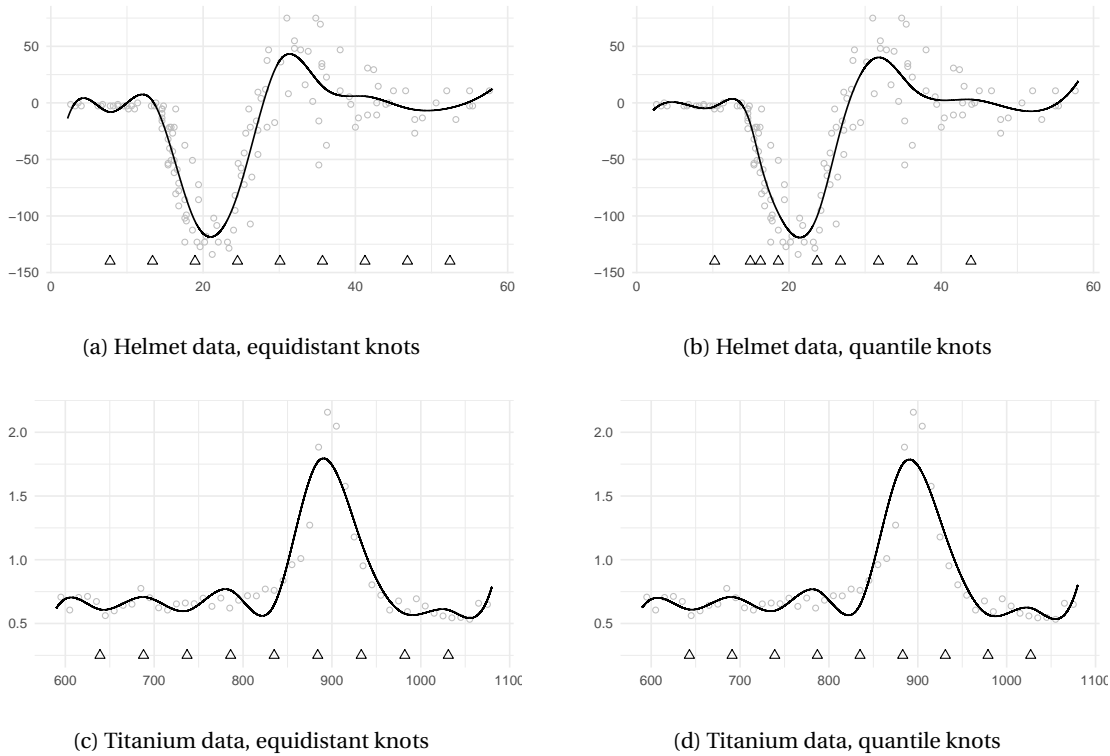 50
0
−50
−100
−150
0 20 40 60
(a) Helmet data, equidistant knots
50
0
−50
−100
−150
0 20 40 60
(b) Helmet data, quantile knots
2.0
1.5
1.0
0.5
600 700 800 900 1000 1100
(c) Titanium data, equidistant knots
2.0
1.5
1.0
0.5
600 700 800 900 1000 1100
(d) Titanium data, quantile knots